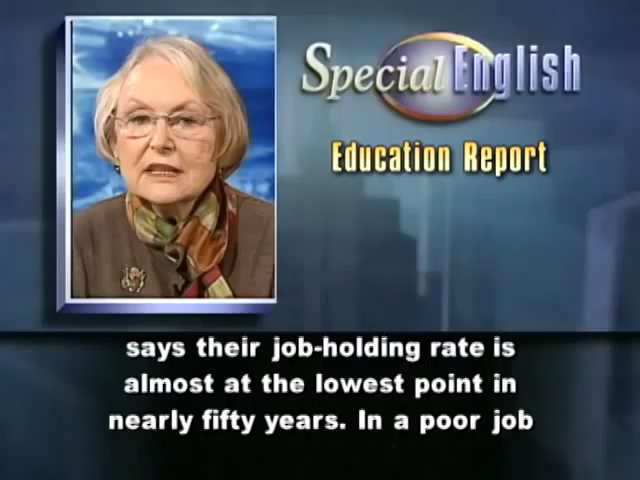 Special English
Education Report
says their job-holding rate is
almost at the lowest point in
nearly fifty years. In a poor job